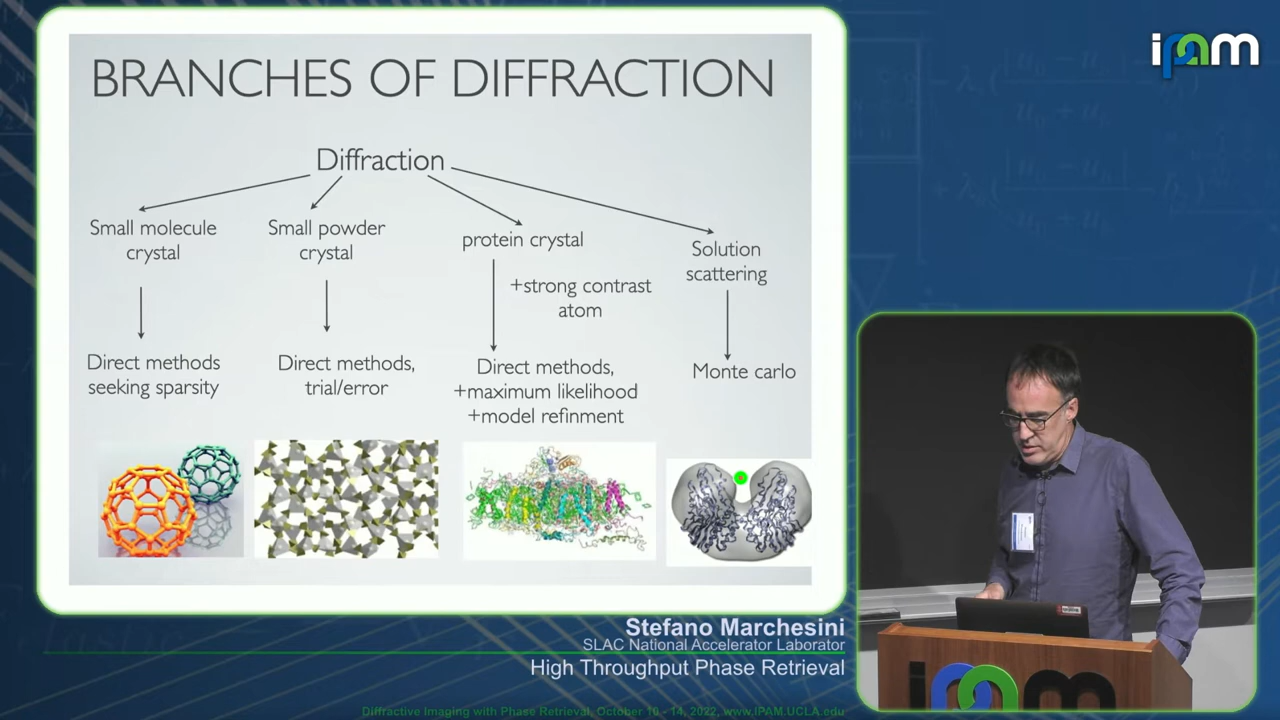 BRANCHES OF DIFFRACTION
Diffraction
Small molecule
crystal
Small powder
crystal
protein crystal
Solution
scattering
+strong contrast
atom
Direct methods
seeking sparsity
Direct methods,
trial/error
Direct methods,
+maximum likelihood
+model refinment
Monte carlo
ipam
Stefano Marchesini
SLAC National Accelerator Laborator
High Throughput Phase Retrieval
Diffractive Imaging with Phase Retrieval, October 10 - 14, 2022, www.IPAM.UCLA.edu
ipam